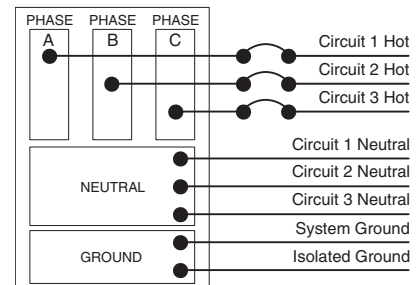 PHASE PHASE PHASE
A B C
Circuit 1 Hot
Circuit 2 Hot
Circuit 3 Hot
Circuit 1 Neutral
NEUTRAL
Circuit 2 Neutral
Circuit 3 Neutral
System Ground
GROUND
Isolated Ground